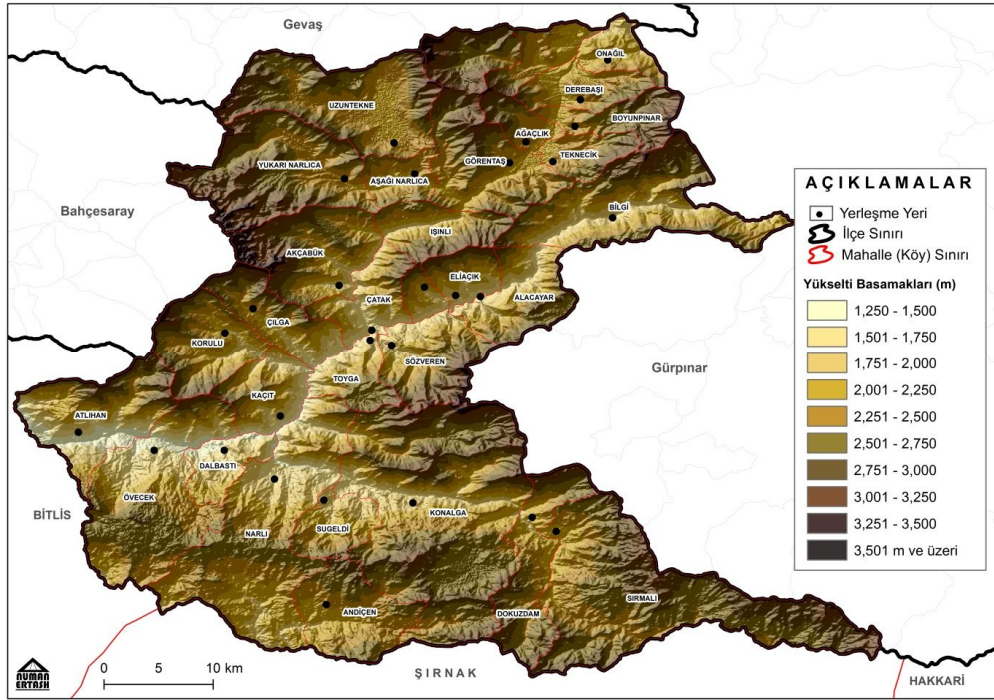 Gevaş
ONAĞIL
DEREBAŞI
UZUNTEKNE
BOYUNPINAR
AĞAÇLIK
TEKNECİK
GÖRENTAŞ
YUKARI NARLICA
AŞAĞI NARLICA
AÇIKLAMALAR
Yerleşme Yeri
İlçe Sınırı
Mahalle (Köy) Sınırı
Yükselti Basamakları (m)
1,250 - 1,500
1,501 - 1,750
1,751 - 2,000
2,001 - 2,250
2,251 - 2,500
2,501 - 2,750
2,751 - 3,000
3,001 - 3,250
3,251 - 3,500
3,501 m ve üzeri
Bahçesaray
BİLGİ
IŞINLI
AKÇABÜK
ELİAÇIK
ÇATAK
ALACAYAR
ÇILGA
KORULU
SÖZVEREN
Gürpınar
TOYGA
KAÇIT
ATLIHAN
DALBASTI
ÖVECEK
BİTLİS
KONALGA
SUGELDİ
NARLI
SIRMALI
ANDİÇEN
DOKUZDAM
NUMAN
ERTASH
0 5 10 km
ŞIRNAK
HAKKARİ